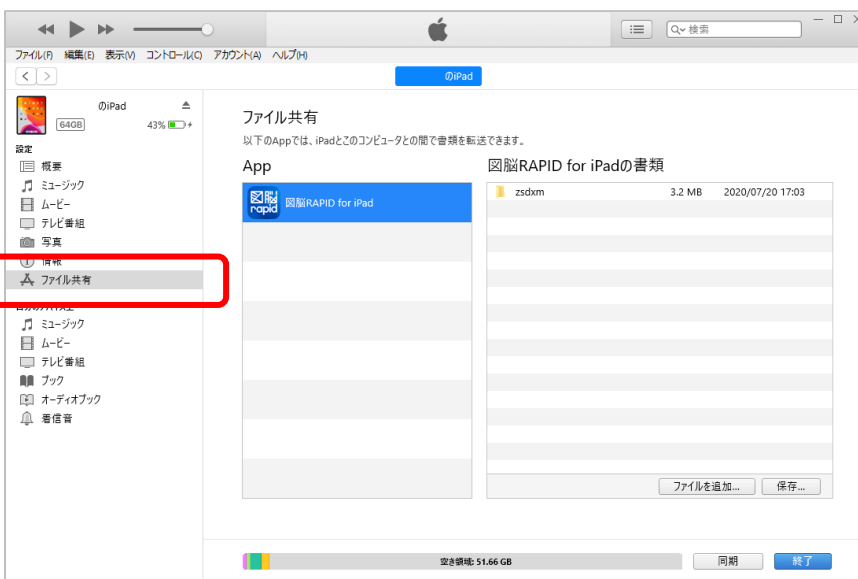 検索
ファイル(F) 編集(E) 表示(V) コントロール(C) アカウント(A) ヘルプ(H)
のiPad
のiPad
64GB 43%
設定
概要
ミュージック
ムービー
テレビ番組
写真
情報
ファイル共有
ミュージック
ムービー
テレビ番組
ブック
オーディオブック
着信音
ファイル共有
以下のAppでは、iPadとこのコンピュータとの間で書類を転送できます。
App
図脳RAPID for iPadの書類
図脳
rapid
図脳RAPID for iPad
zsdxm 3.2 MB 2020/07/20 17:03
ファイルを追加... 保存...
空き領域: 51.66 GB
同期 終了